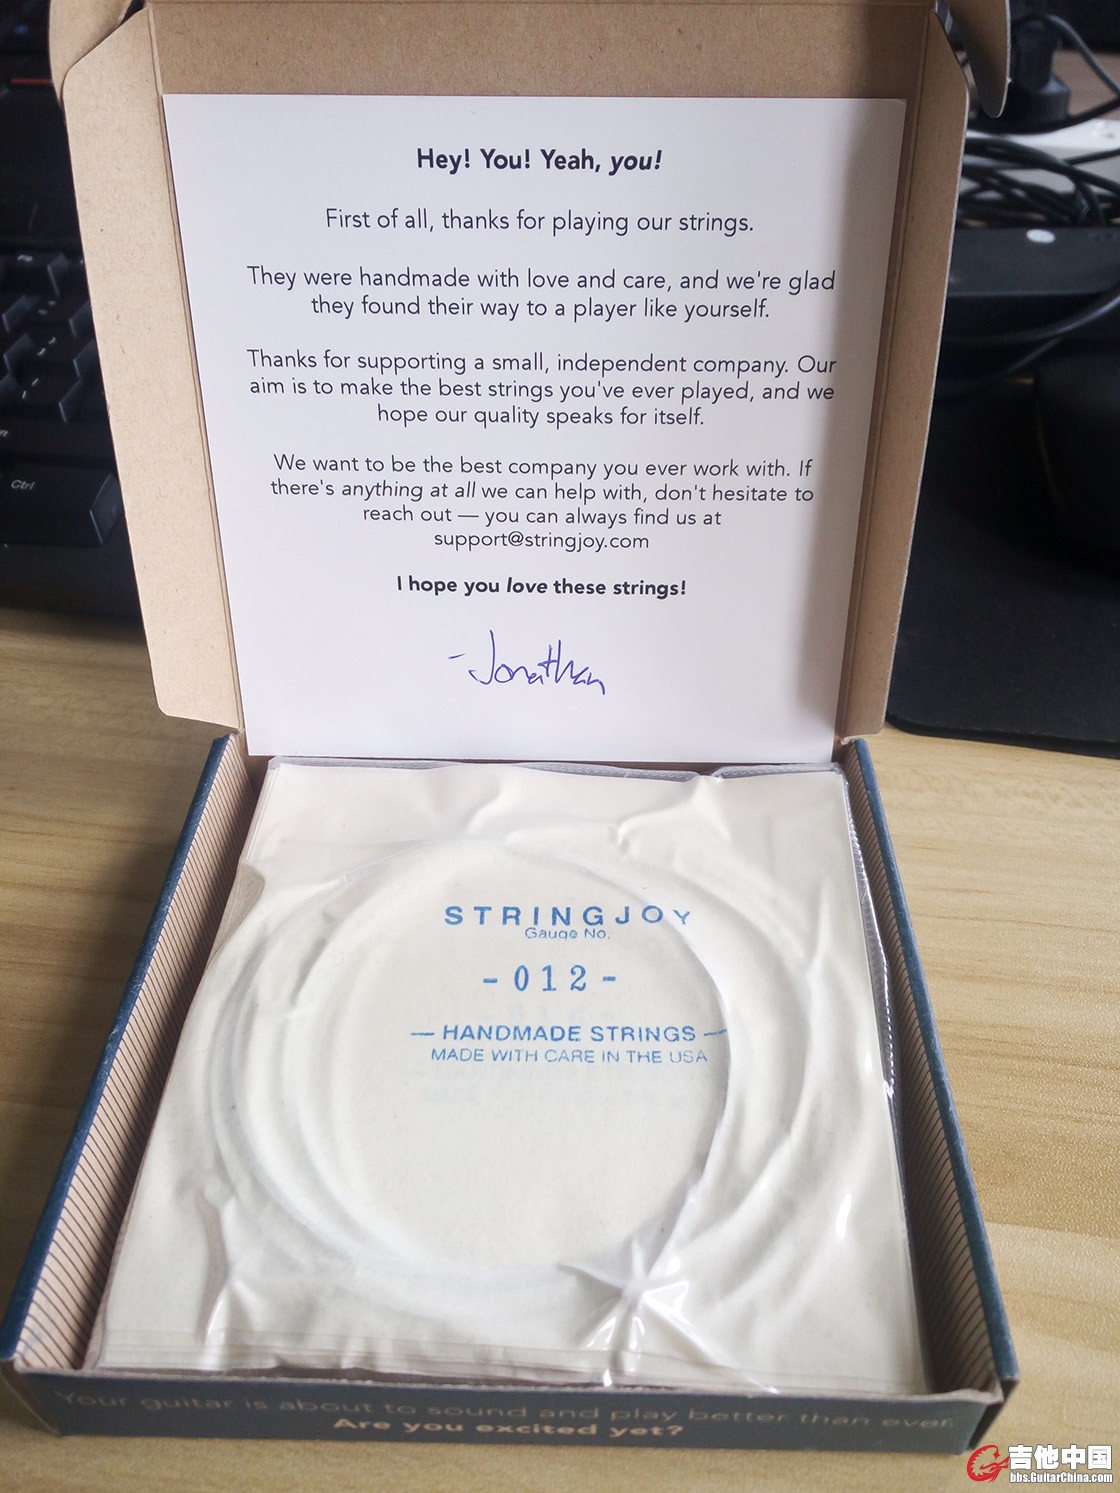 Hey! You! Yeah, you!
First of all, thanks for playing our strings.
They were handmade with love and care, and we're glad
they found their way to a player like yourself.
Thanks for supporting a small, independent company. Our
aim is to make the best strings you've ever played, and we
hope our quality speaks for itself.
We want to be the best company you ever work with. If
there's anything at all we can help with, don't hesitate to
reach out — you can always find us at
support@stringjoy.com
I hope you love these strings!
-Jonathan
Ctrl
STRINGJOY
Gauge No.
-012-
— HANDMADE STRINGS —
MADE WITH CARE IN THE USA
Your guitar is about to sound and play better than ever.
Are you excited yet?
吉他中国
bbs.GuitarChina.com